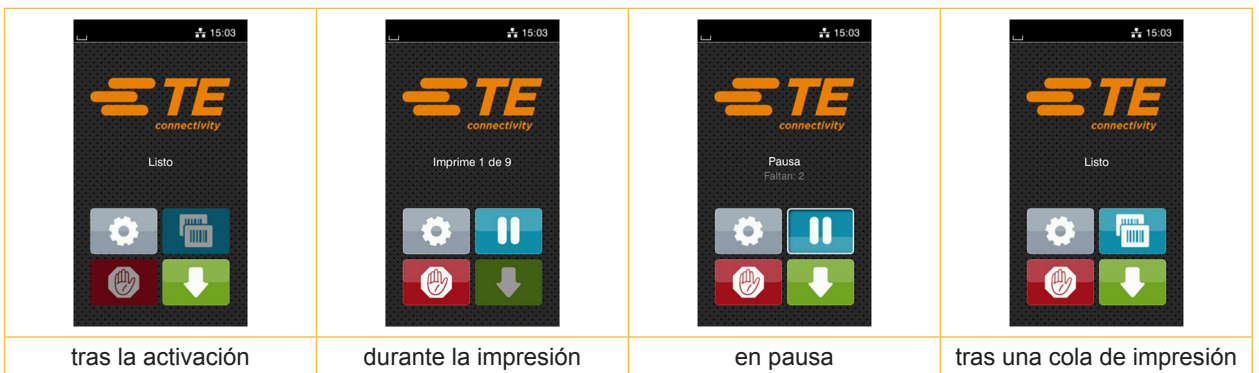 15:03
TE
connectivity
Listo
tras la activación
15:03
TE
connectivity
Imprime 1 de 9
durante la impresión
15:03
TE
connectivity
Pausa
Faltan: 2
en pausa
15:03
TE
connectivity
Listo
tras una cola de impresión